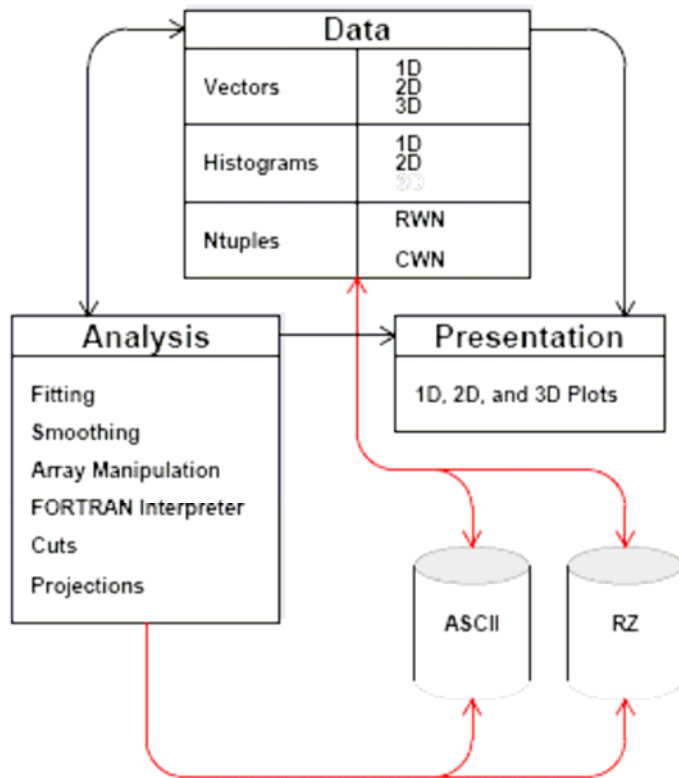 Data
Vectors
1D
2D
3D
Histograms
1D
2D
Ntuples
RWN
CWN
Analysis
Fitting
Smoothing
Array Manipulation
FORTRAN Interpreter
Cuts
Projections
Presentation
1D, 2D, and 3D Plots
ASCII
RZ